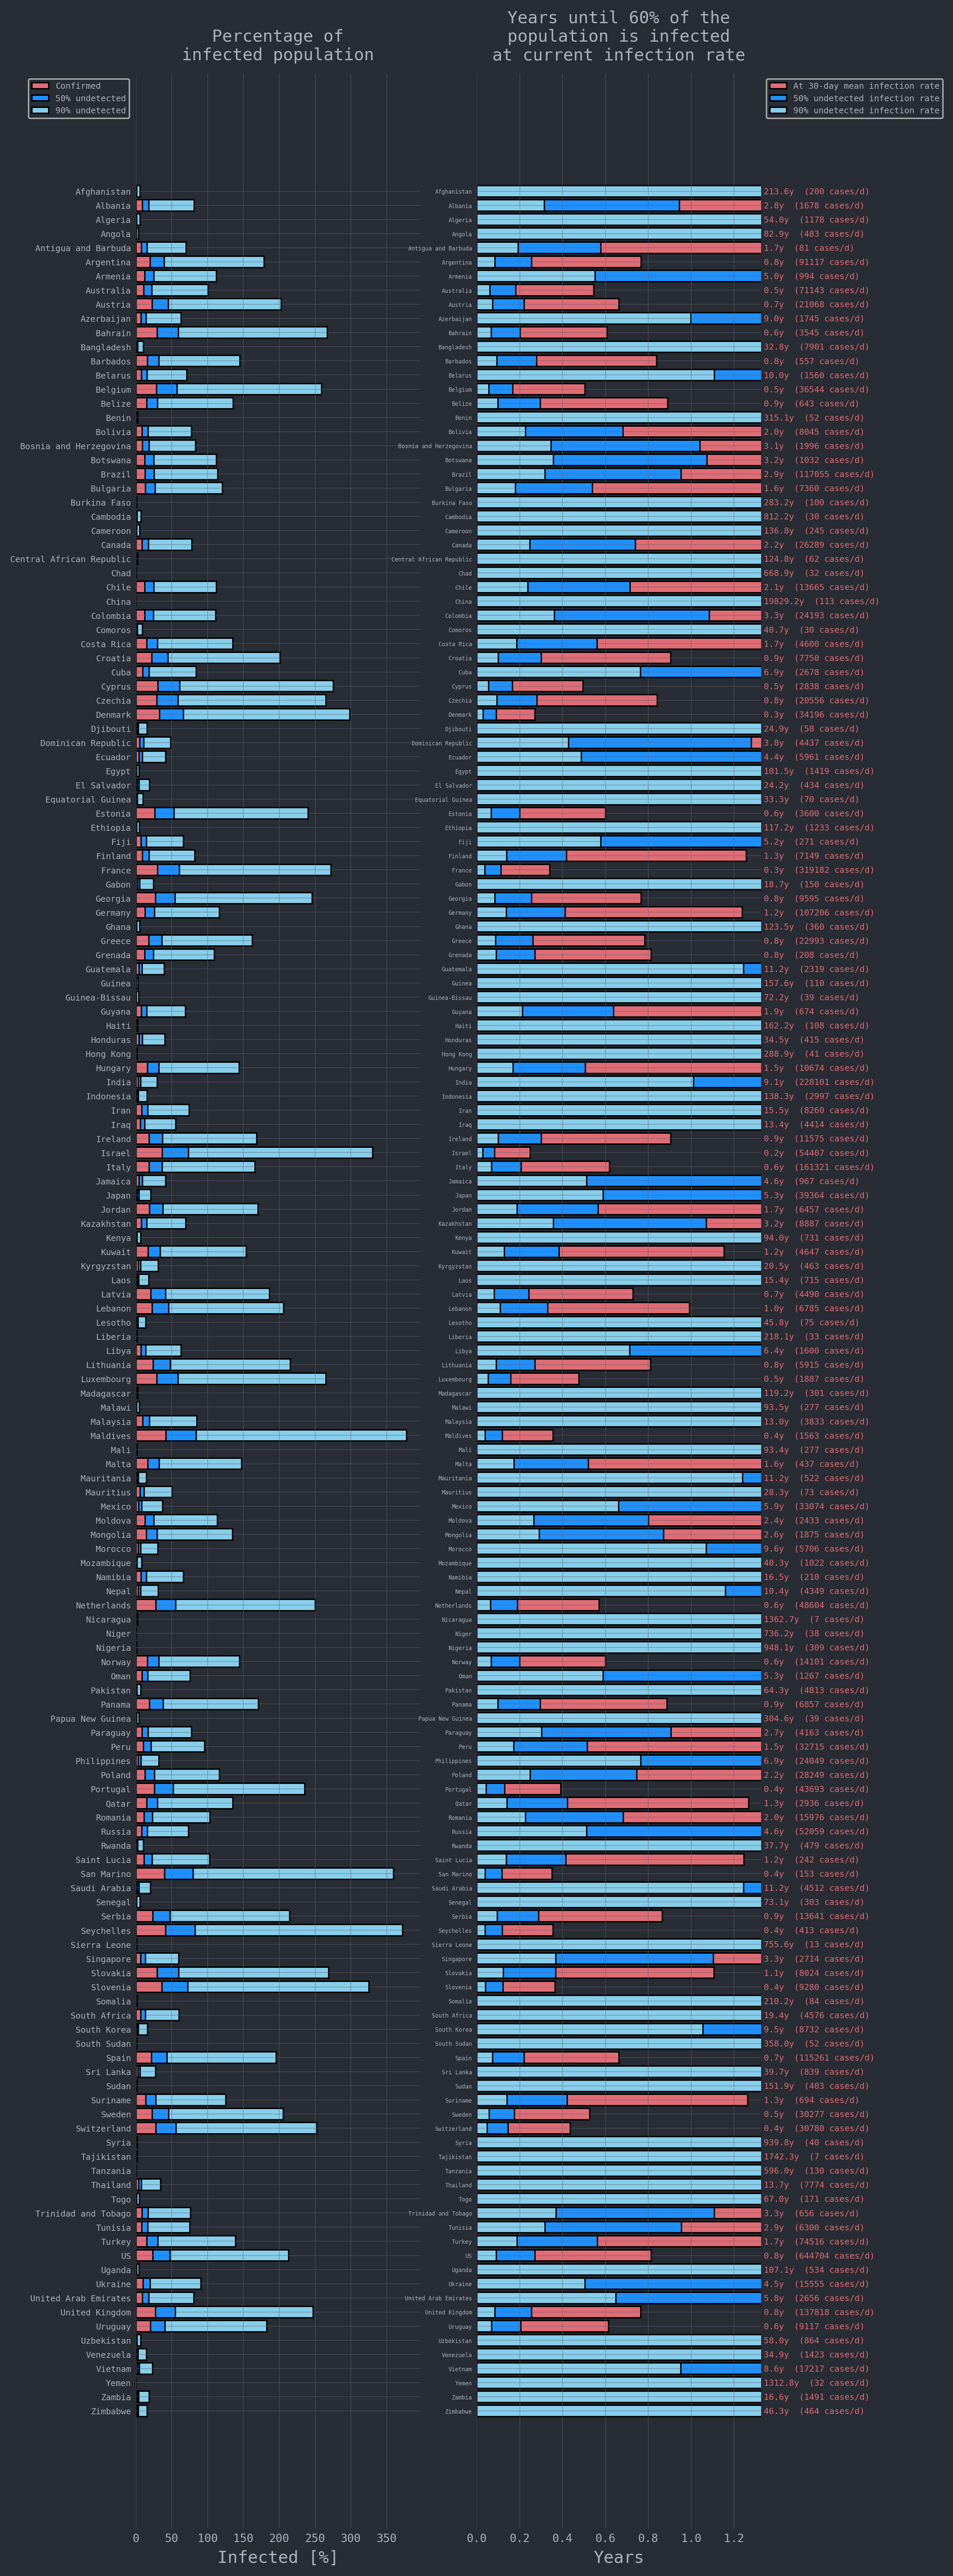 Percentage of
infected population
Years until 60% of the
population is infected
at current infection rate
Confirmed
50% undetected
90% undetected
At 30-day mean infection rate
50% undetected infection rate
90% undetected infection rate
Afghanistan Afghanistan 213.6y (200 cases/d)
Albania Albania 2.8y (1678 cases/d)
Algeria Algeria 54.0y (1178 cases/d)
Angola Angola 82.9y (483 cases/d)
Antigua and Barbuda Antigua and Barbuda 1.7y (81 cases/d)
Argentina Argentina 0.8y (91117 cases/d)
Armenia Armenia 5.0y (994 cases/d)
Australia Australia 0.5y (71143 cases/d)
Austria Austria 0.7y (21068 cases/d)
Azerbaijan Azerbaijan 9.0y (1745 cases/d)
Bahrain Bahrain 0.6y (3545 cases/d)
Bangladesh Bangladesh 32.8y (7901 cases/d)
Barbados Barbados 0.8y (557 cases/d)
Belarus Belarus 10.0y (1560 cases/d)
Belgium Belgium 0.5y (36544 cases/d)
Belize Belize 0.9y (643 cases/d)
Benin Benin 315.1y (52 cases/d)
Bolivia Bolivia 2.0y (8045 cases/d)
Bosnia and Herzegovina Bosnia and Herzegovina 3.1y (1996 cases/d)
Botswana Botswana 3.2y (1032 cases/d)
Brazil Brazil 2.9y (117055 cases/d)
Bulgaria Bulgaria 1.6y (7360 cases/d)
Burkina Faso Burkina Faso 283.2y (100 cases/d)
Cambodia Cambodia 812.2y (30 cases/d)
Cameroon Cameroon 136.8y (245 cases/d)
Canada Canada 2.2y (26289 cases/d)
Central African Republic Central African Republic 124.8y (62 cases/d)
Chad Chad 668.9y (32 cases/d)
Chile Chile 2.1y (13665 cases/d)
China China 19829.2y (113 cases/d)
Colombia Colombia 3.3y (24193 cases/d)
Comoros Comoros 40.7y (30 cases/d)
Costa Rica Costa Rica 1.7y (4600 cases/d)
Croatia Croatia 0.9y (7750 cases/d)
Cuba Cuba 6.9y (2678 cases/d)
Cyprus Cyprus 0.5y (2838 cases/d)
Czechia Czechia 0.8y (20556 cases/d)
Denmark Denmark 0.3y (34196 cases/d)
Djibouti Djibouti 24.9y (58 cases/d)
Dominican Republic Dominican Republic 3.8y (4437 cases/d)
Ecuador Ecuador 4.4y (5961 cases/d)
Egypt Egypt 101.5y (1419 cases/d)
El Salvador El Salvador 24.2y (434 cases/d)
Equatorial Guinea Equatorial Guinea 33.3y (70 cases/d)
Estonia Estonia 0.6y (3600 cases/d)
Ethiopia Ethiopia 117.2y (1233 cases/d)
Fiji Fiji 5.2y (271 cases/d)
Finland Finland 1.3y (7149 cases/d)
France France 0.3y (319182 cases/d)
Gabon Gabon 18.7y (150 cases/d)
Georgia Georgia 0.8y (9595 cases/d)
Germany Germany 1.2y (107206 cases/d)
Ghana Ghana 123.5y (360 cases/d)
Greece Greece 0.8y (22993 cases/d)
Grenada Grenada 0.8y (208 cases/d)
Guatemala Guatemala 11.2y (2319 cases/d)
Guinea Guinea 157.6y (110 cases/d)
Guinea-Bissau Guinea-Bissau 72.2y (39 cases/d)
Guyana Guyana 1.9y (674 cases/d)
Haiti Haiti 162.2y (108 cases/d)
Honduras Honduras 34.5y (415 cases/d)
Hong Kong Hong Kong 288.9y (41 cases/d)
Hungary Hungary 1.5y (10674 cases/d)
India India 9.1y (228101 cases/d)
Indonesia Indonesia 138.3y (2997 cases/d)
Iran Iran 15.5y (8260 cases/d)
Iraq Iraq 13.4y (4414 cases/d)
Ireland Ireland 0.9y (11575 cases/d)
Israel Israel 0.2y (54407 cases/d)
Italy Italy 0.6y (161321 cases/d)
Jamaica Jamaica 4.6y (967 cases/d)
Japan Japan 5.3y (39364 cases/d)
Jordan Jordan 1.7y (6457 cases/d)
Kazakhstan Kazakhstan 3.2y (8887 cases/d)
Kenya Kenya 94.0y (731 cases/d)
Kuwait Kuwait 1.2y (4647 cases/d)
Kyrgyzstan Kyrgyzstan 20.5y (463 cases/d)
Laos Laos 15.4y (715 cases/d)
Latvia Latvia 0.7y (4490 cases/d)
Lebanon Lebanon 1.0y (6785 cases/d)
Lesotho Lesotho 45.8y (75 cases/d)
Liberia Liberia 218.1y (33 cases/d)
Libya Libya 6.4y (1600 cases/d)
Lithuania Lithuania 0.8y (5915 cases/d)
Luxembourg Luxembourg 0.5y (1887 cases/d)
Madagascar Madagascar 119.2y (301 cases/d)
Malawi Malawi 93.5y (277 cases/d)
Malaysia Malaysia 13.0y (3833 cases/d)
Maldives Maldives 0.4y (1563 cases/d)
Mali Mali 93.4y (277 cases/d)
Malta Malta 1.6y (437 cases/d)
Mauritania Mauritania 11.2y (522 cases/d)
Mauritius Mauritius 28.3y (73 cases/d)
Mexico Mexico 5.9y (33074 cases/d)
Moldova Moldova 2.4y (2433 cases/d)
Mongolia Mongolia 2.6y (1875 cases/d)
Morocco Morocco 9.6y (5706 cases/d)
Mozambique Mozambique 40.3y (1022 cases/d)
Namibia Namibia 16.5y (210 cases/d)
Nepal Nepal 10.4y (4349 cases/d)
Netherlands Netherlands 0.6y (48604 cases/d)
Nicaragua Nicaragua 1362.7y (7 cases/d)
Niger Niger 736.2y (38 cases/d)
Nigeria Nigeria 948.1y (309 cases/d)
Norway Norway 0.6y (14101 cases/d)
Oman Oman 5.3y (1267 cases/d)
Pakistan Pakistan 64.3y (4813 cases/d)
Panama Panama 0.9y (6857 cases/d)
Papua New Guinea Papua New Guinea 304.6y (39 cases/d)
Paraguay Paraguay 2.7y (4163 cases/d)
Peru Peru 1.5y (32715 cases/d)
Philippines Philippines 6.9y (24049 cases/d)
Poland Poland 2.2y (28249 cases/d)
Portugal Portugal 0.4y (43693 cases/d)
Qatar Qatar 1.3y (2936 cases/d)
Romania Romania 2.0y (15976 cases/d)
Russia Russia 4.6y (52059 cases/d)
Rwanda Rwanda 37.7y (479 cases/d)
Saint Lucia Saint Lucia 1.2y (242 cases/d)
San Marino San Marino 0.4y (153 cases/d)
Saudi Arabia Saudi Arabia 11.2y (4512 cases/d)
Senegal Senegal 73.1y (303 cases/d)
Serbia Serbia 0.9y (13641 cases/d)
Seychelles Seychelles 0.4y (413 cases/d)
Sierra Leone Sierra Leone 755.6y (13 cases/d)
Singapore Singapore 3.3y (2714 cases/d)
Slovakia Slovakia 1.1y (8024 cases/d)
Slovenia Slovenia 0.4y (9280 cases/d)
Somalia Somalia 210.2y (84 cases/d)
South Africa South Africa 19.4y (4576 cases/d)
South Korea South Korea 9.5y (8732 cases/d)
South Sudan South Sudan 358.0y (52 cases/d)
Spain Spain 0.7y (115261 cases/d)
Sri Lanka Sri Lanka 39.7y (839 cases/d)
Sudan Sudan 151.9y (403 cases/d)
Suriname Suriname 1.3y (694 cases/d)
Sweden Sweden 0.5y (30277 cases/d)
Switzerland Switzerland 0.4y (30780 cases/d)
Syria Syria 939.8y (40 cases/d)
Tajikistan Tajikistan 1742.3y (7 cases/d)
Tanzania Tanzania 596.0y (130 cases/d)
Thailand Thailand 13.7y (7774 cases/d)
Togo Togo 67.0y (171 cases/d)
Trinidad and Tobago Trinidad and Tobago 3.3y (656 cases/d)
Tunisia Tunisia 2.9y (6300 cases/d)
Turkey Turkey 1.7y (74516 cases/d)
US US 0.8y (644704 cases/d)
Uganda Uganda 107.1y (534 cases/d)
Ukraine Ukraine 4.5y (15555 cases/d)
United Arab Emirates United Arab Emirates 5.8y (2656 cases/d)
United Kingdom United Kingdom 0.8y (137818 cases/d)
Uruguay Uruguay 0.6y (9117 cases/d)
Uzbekistan Uzbekistan 58.0y (864 cases/d)
Venezuela Venezuela 34.9y (1423 cases/d)
Vietnam Vietnam 8.6y (17217 cases/d)
Yemen Yemen 1312.8y (32 cases/d)
Zambia Zambia 16.6y (1491 cases/d)
Zimbabwe Zimbabwe 46.3y (464 cases/d)
0 50 100 150 200 250 300 350
0.0 0.2 0.4 0.6 0.8 1.0 1.2
Infected [%]
Years